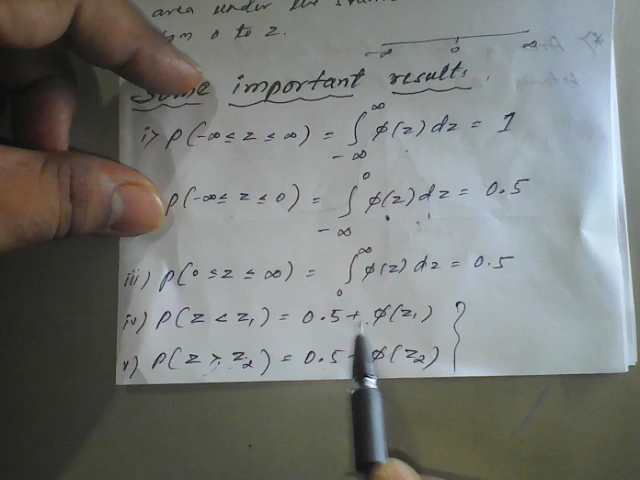 area under the
0 to z.
-∞ 0 ∞
Some important results.
i) P(-∞ ≤ z ≤ ∞) = ∫_{-∞}^{∞} φ(z) dz = 1
P(-∞ ≤ z ≤ 0) = ∫_{-∞}^{0} φ(z) dz = 0.5
iii) P(0 ≤ z ≤ ∞) = ∫_{0}^{∞} φ(z) dz = 0.5
iv) P(z < z₁) = 0.5 + φ(z₁)
v) P(z > z₂) = 0.5 - φ(z₂)